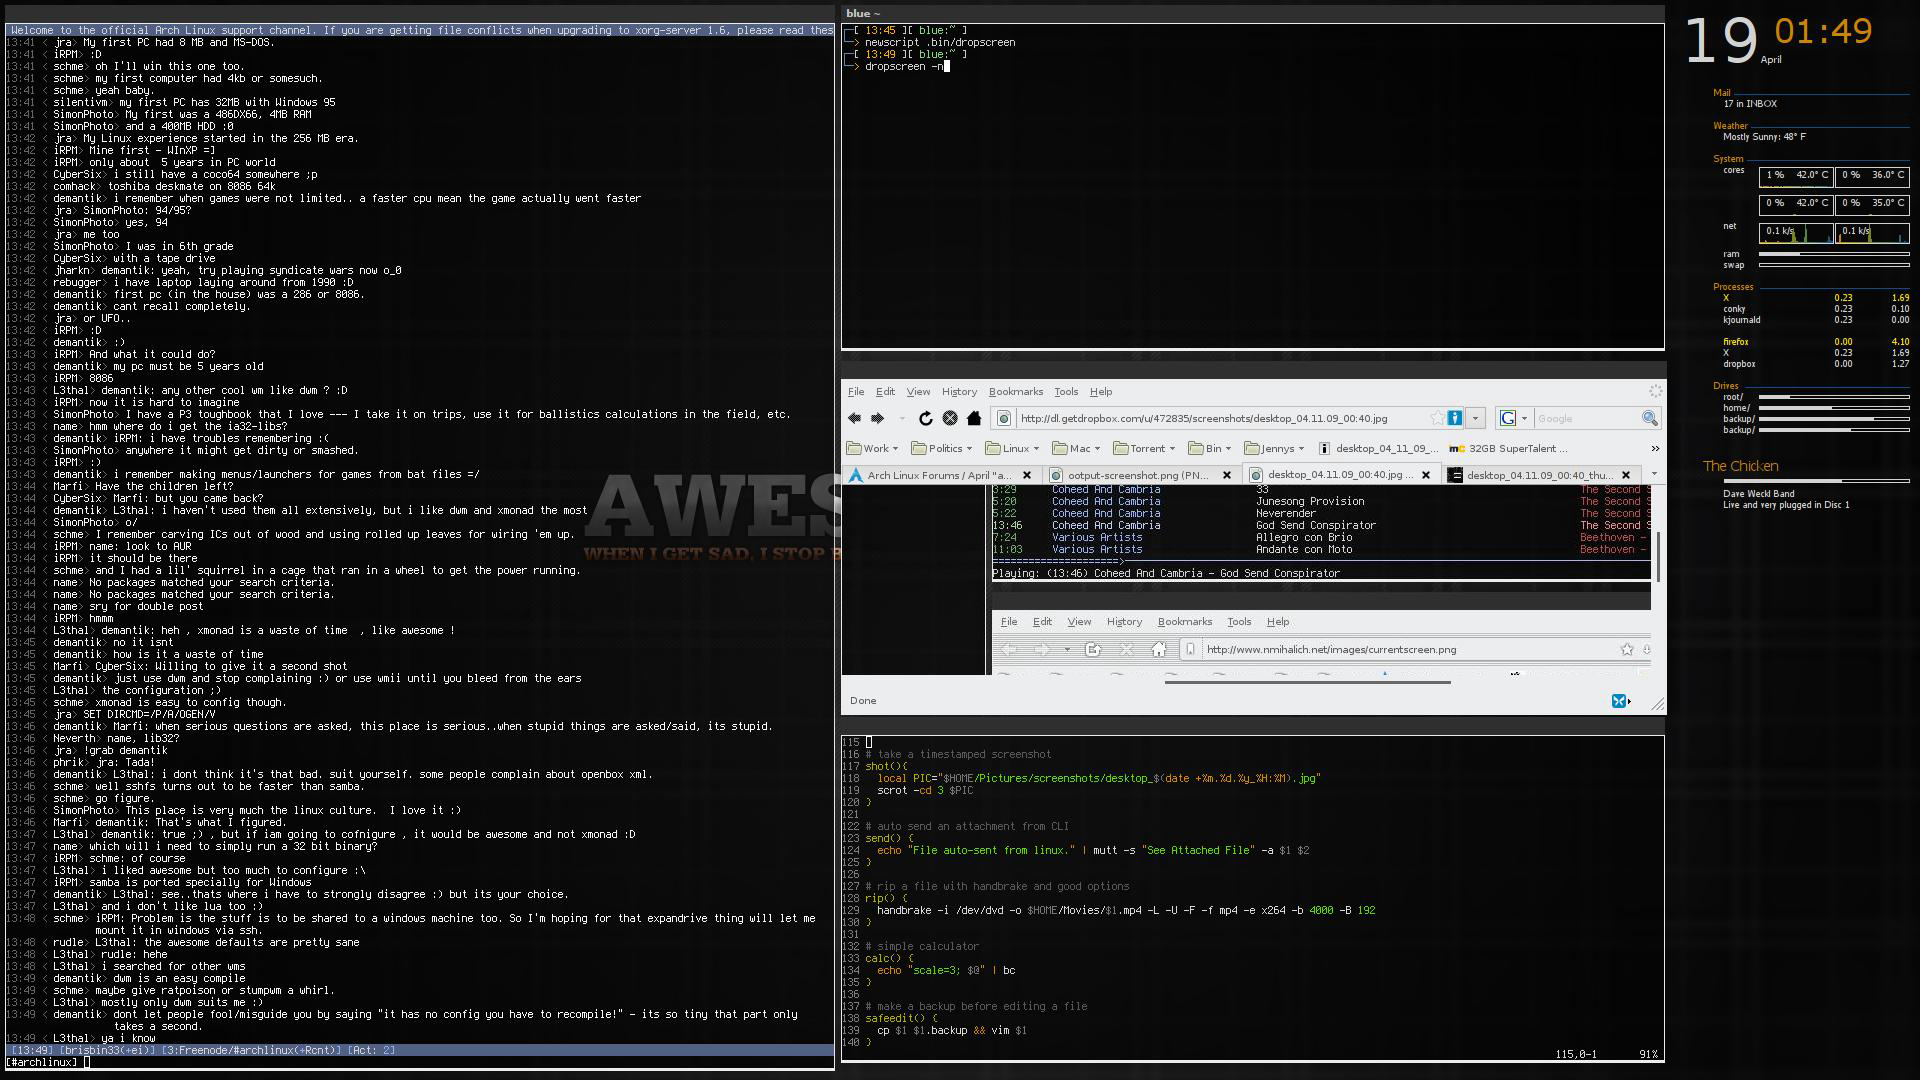 Welcome to the official Arch Linux support channel. If you are getting file conflicts when upgrading to xorg-server 1.6, please read thes
13:41 < jra> My first PC had 8 MB and MS-DOS.
13:41 < iRPM> :D
13:41 < schme> oh I'll win this one too.
13:41 < schme> my first computer had 4kb or somesuch.
13:41 < schme> yeah baby.
13:41 < silentivm> my first PC has 32MB with Windows 95
13:41 < SimonPhoto> My first was a 486DX66, 4MB RAM
13:41 < SimonPhoto> and a 400MB HDD :0
13:42 < jra> My Linux experience started in the 256 MB era.
13:42 < iRPM> Mine first - WInXP =]
13:42 < iRPM> only about  5 years in PC world
13:42 < CyberSix> i still have a coco64 somewhere ;p
13:42 < comhack> toshiba deskmate on 8086 64k
13:42 < demantik> i remember when games were not limited.. a faster cpu mean the game actually went faster
13:42 < jra> SimonPhoto: 94/95?
13:42 < SimonPhoto> yes, 94
13:42 < jra> me too
13:42 < SimonPhoto> I was in 6th grade
13:42 < CyberSix> with a tape drive
13:42 < jharkn> demantik: yeah, try playing syndicate wars now o_0
13:42 < rebugger> i have laptop laying around from 1990 :D
13:42 < demantik> first pc (in the house) was a 286 or 8086.
13:42 < demantik> cant recall completely.
13:42 < jra> or UFO..
13:42 < iRPM> :D
13:42 < demantik> :)
13:43 < iRPM> And what it could do?
13:43 < demantik> my pc must be 5 years old
13:43 < iRPM> 8086
13:43 < L3thal> demantik: any other cool wm like dwm ? :D
13:43 < iRPM> now it is hard to imagine
13:43 < SimonPhoto> I have a P3 toughbook that I love --- I take it on trips, use it for ballistics calculations in the field, etc.
13:43 < name> hmm where do i get the ia32-libs?
13:43 < demantik> iRPM: i have troubles remembering :(
13:43 < SimonPhoto> anywhere it might get dirty or smashed.
13:43 < iRPM> :)
13:43 < demantik> i remember making menus/launchers for games from bat files =/
13:44 < Marfi> Have the children left?
13:44 < CyberSix> Marfi: but you came back?
13:44 < demantik> L3thal: i haven't used them all extensively, but i like dwm and xmonad the most
13:44 < SimonPhoto> o/
13:44 < schme> I remember carving ICs out of wood and using rolled up leaves for wiring 'em up.
13:44 < iRPM> name: look to AUR
13:44 < iRPM> it should be there
13:44 < schme> and I had a lil' squirrel in a cage that ran in a wheel to get the power running.
13:44 < name> No packages matched your search criteria.
13:44 < name> No packages matched your search criteria.
13:44 < name> sry for double post
13:44 < iRPM> hmmm
13:44 < L3thal> demantik: heh , xmonad is a waste of time  , like awesome !
13:45 < demantik> no it isnt
13:45 < demantik> how is it a waste of time
13:45 < Marfi> CyberSix: Willing to give it a second shot
13:45 < demantik> just use dwm and stop complaining :) or use wmii until you bleed from the ears
13:45 < L3thal> the configuration ;)
13:45 < schme> xmonad is easy to config though.
13:45 < jra> SET DIRCMD=/P/A/OGEN/V
13:45 < demantik> Marfi: when serious questions are asked, this place is serious..when stupid things are asked/said, its stupid.
13:46 < Neverth> name, lib32?
13:46 < jra> !grab demantik
13:46 < phrik> jra: Tada!
13:46 < demantik> L3thal: i dont think it's that bad. suit yourself. some people complain about openbox xml.
13:46 < schme> well sshfs turns out to be faster than samba.
13:46 < schme> go figure.
13:46 < SimonPhoto> This place is very much the linux culture.  I love it :)
13:46 < Marfi> demantik: That's what I figured.
13:47 < L3thal> demantik: true ;) , but if iam going to cofnigure , it would be awesome and not xmonad :D
13:47 < name> which will i need to simply run a 32 bit binary?
13:47 < iRPM> schme: of course
13:47 < L3thal> i liked awesome but too much to configure :\
13:47 < iRPM> samba is ported specially for Windows
13:47 < demantik> L3thal: see..thats where i have to strongly disagree :) but its your choice.
13:47 < L3thal> and i don't like lua too :)
13:48 < schme> iRPM: Problem is the stuff is to be shared to a windows machine too. So I'm hoping for that expandrive thing will let me
mount it in windows via ssh.
13:48 < rudle> L3thal: the awesome defaults are pretty sane
13:48 < L3thal> rudle: hehe
13:48 < L3thal> i searched for other wms
13:49 < demantik> dwm is an easy compile
13:49 < schme> maybe give ratpoison or stumpwm a whirl.
13:49 < L3thal> mostly only dwm suits me :)
13:49 < demantik> dont let people fool/misguide you by saying "it has no config you have to recompile!" - its so tiny that part only
takes a second.
13:49 < L3thal> ya i know
[13:49] [brisbin33(+ei)] [3:Freenode/#archlinux(+Rcnt)] [Act: 2]
[#archlinux]
AWES
WHEN I GET SAD, I STOP B
blue ~
[ 13:45 ][ blue:~ ]
> newscript .bin/dropscreen
[ 13:49 ][ blue:~ ]
> dropscreen -n
File Edit View History Bookmarks Tools Help
http://dl.getdropbox.com/u/472835/screenshots/desktop_04.11.09_00:40.jpg
G Google
Work Politics Linux Mac Torrent Bin Jennys desktop_04_11_09_... 32GB SuperTalent ... »
Arch Linux Forums / April "a... ootput-screenshot.png (PN... desktop_04.11.09_00:40.jpg ... desktop_04.11.09_00:40_thu...
3:29 Coheed And Cambria 33 The Second S
5:20 Coheed And Cambria Junesong Provision The Second S
5:22 Coheed And Cambria Neverender The Second S
13:46 Coheed And Cambria God Send Conspirator The Second S
7:24 Various Artists Allegro con Brio Beethoven -
11:03 Various Artists Andante con Moto Beethoven -
Playing: (13:46) Coheed And Cambria - God Send Conspirator
File Edit View History Bookmarks Tools Help
http://www.nmihalich.net/images/currentscreen.png
Done
115
116 # take a timestamped screenshot
117 shot(){
118   local PIC="$HOME/Pictures/screenshots/desktop_$(date +%m.%d.%y_%H:%M).jpg"
119   scrot -cd 3 $PIC
120 }
121
122 # auto send an attachment from CLI
123 send() {
124   echo "File auto-sent from linux." | mutt -s "See Attached File" -a $1 $2
125 }
126
127 # rip a file with handbrake and good options
128 rip() {
129   handbrake -i /dev/dvd -o $HOME/Movies/$1.mp4 -L -U -F -f mp4 -e x264 -b 4000 -B 192
130 }
131
132 # simple calculator
133 calc() {
134   echo "scale=3; $@" | bc
135 }
136
137 # make a backup before editing a file
138 safeedit() {
139   cp $1 $1.backup && vim $1
140 }
115,0-1 91%
19 01:49
April
Mail
17 in INBOX
Weather
Mostly Sunny: 48° F
System
cores 1 % 42.0° C 0 % 36.0° C
0 % 42.0° C 0 % 35.0° C
net 0.1 k/s 0.1 k/s
ram
swap
Processes
X 0.23 1.69
conky 0.23 0.10
kjournald 0.23 0.00
firefox 0.00 4.10
X 0.23 1.69
dropbox 0.00 1.27
Drives
root/
home/
backup/
backup/
The Chicken
Dave Weckl Band
Live and very plugged in Disc 1